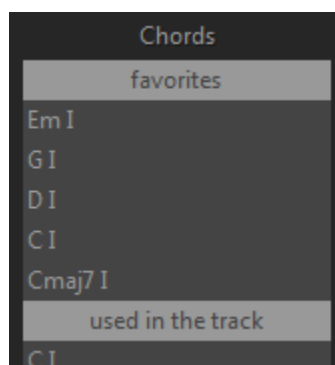 Chords
favorites
Em I
G I
D I
C I
Cmaj7 I
used in the track
C I